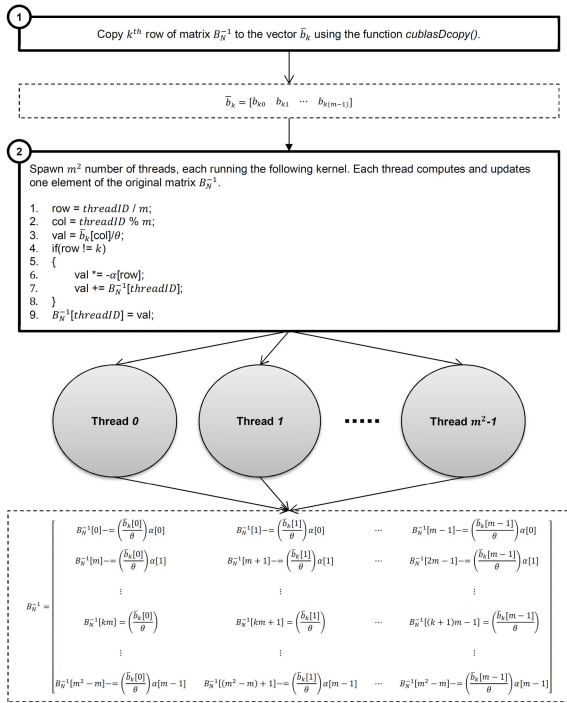 1
Copy kᵗʰ row of matrix B_N⁻¹ to the vector b̄_k using the function cublasDcopy().
b̄_k = [b_k0 b_k1 ⋯ b_k(m−1)]
2
Spawn m² number of threads, each running the following kernel. Each thread computes and updates
one element of the original matrix B_N⁻¹.
1. row = threadID / m;
2. col = threadID % m;
3. val = b̄_k[col]/θ;
4. if(row != k)
5. {
6. val *= -α[row];
7. val += B_N⁻¹[threadID];
8. }
9. B_N⁻¹[threadID] = val;
Thread 0 Thread 1 ..... Thread m²-1
B_N⁻¹[0]−=(b̄_k[0]/θ)α[0] B_N⁻¹[1]−=(b̄_k[1]/θ)α[0] ⋯ B_N⁻¹[m−1]−=(b̄_k[m−1]/θ)α[0]
B_N⁻¹[m]−=(b̄_k[0]/θ)α[1] B_N⁻¹[m+1]−=(b̄_k[1]/θ)α[1] ⋯ B_N⁻¹[2m−1]−=(b̄_k[m−1]/θ)α[1]
⋮ ⋮ ⋮
B_N⁻¹ =
B_N⁻¹[km]=(b̄_k[0]/θ) B_N⁻¹[km+1]=(b̄_k[1]/θ) ⋯ B_N⁻¹[(k+1)m−1]=(b̄_k[m−1]/θ)
⋮ ⋮ ⋮
B_N⁻¹[m²−m]−=(b̄_k[0]/θ)α[m−1] B_N⁻¹[(m²−m)+1]−=(b̄_k[1]/θ)α[m−1] ⋯ B_N⁻¹[m²−m]−=(b̄_k[m−1]/θ)α[m−1]